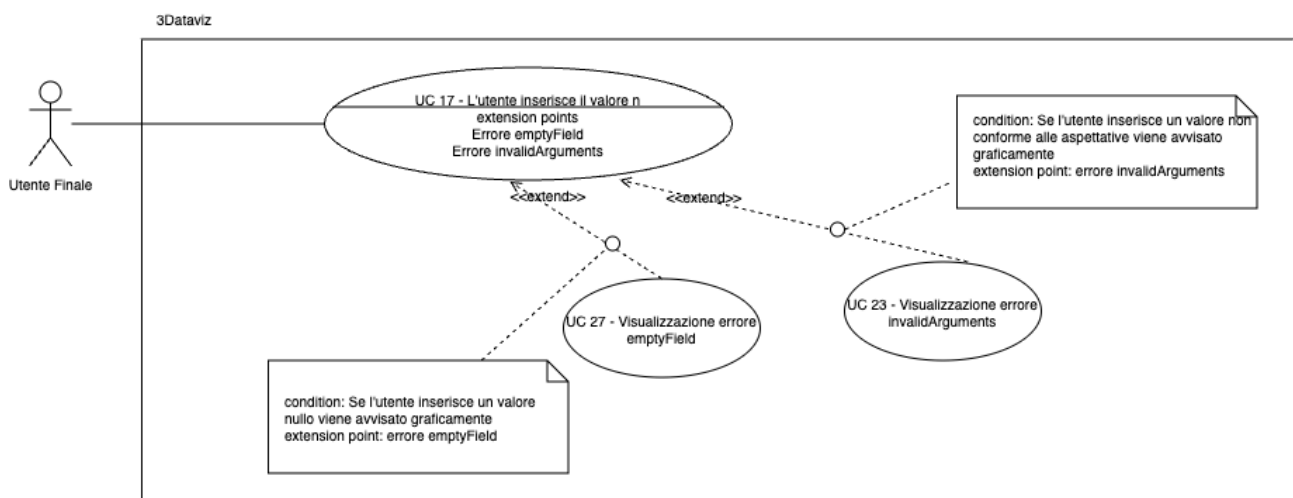 3Dataviz
UC 17 - L'utente inserisce il valore n
extension points
Errore emptyField
Errore invalidArguments
Utente Finale
condition: Se l'utente inserisce un valore non
conforme alle aspettative viene avvisato
graficamente
extension point: errore invalidArguments
<<extend>>
<<extend>>
UC 27 - Visualizzazione errore
emptyField
UC 23 - Visualizzazione errore
invalidArguments
condition: Se l'utente inserisce un valore
nullo viene avvisato graficamente
extension point: errore emptyField